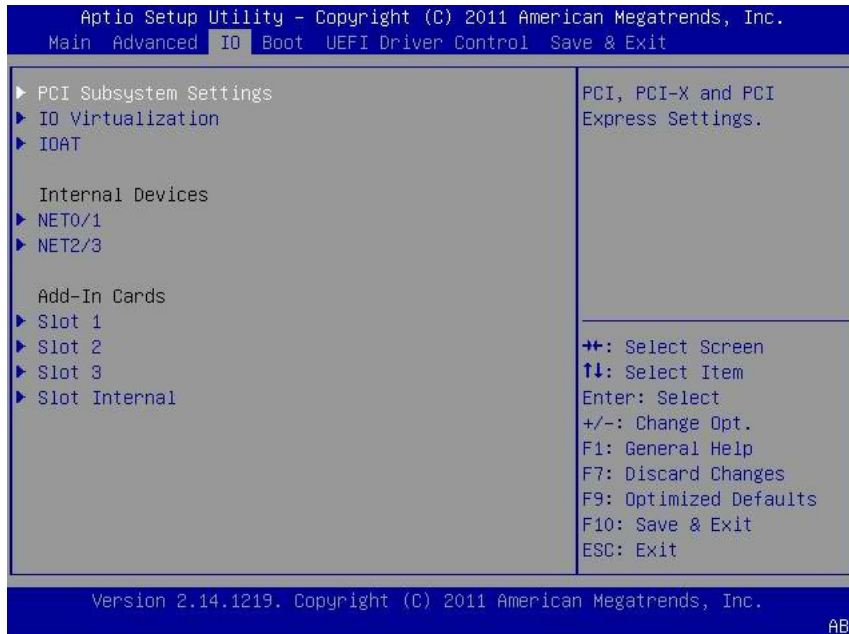 Aptio Setup Utility – Copyright (C) 2011 American Megatrends, Inc.
Main Advanced IO Boot UEFI Driver Control Save & Exit
PCI Subsystem Settings
IO Virtualization
IOAT
Internal Devices
NET0/1
NET2/3
Add-In Cards
Slot 1
Slot 2
Slot 3
Slot Internal
PCI, PCI-X and PCI
Express Settings.
→←: Select Screen
↑↓: Select Item
Enter: Select
+/-: Change Opt.
F1: General Help
F7: Discard Changes
F9: Optimized Defaults
F10: Save & Exit
ESC: Exit
Version 2.14.1219. Copyright (C) 2011 American Megatrends, Inc.
AB